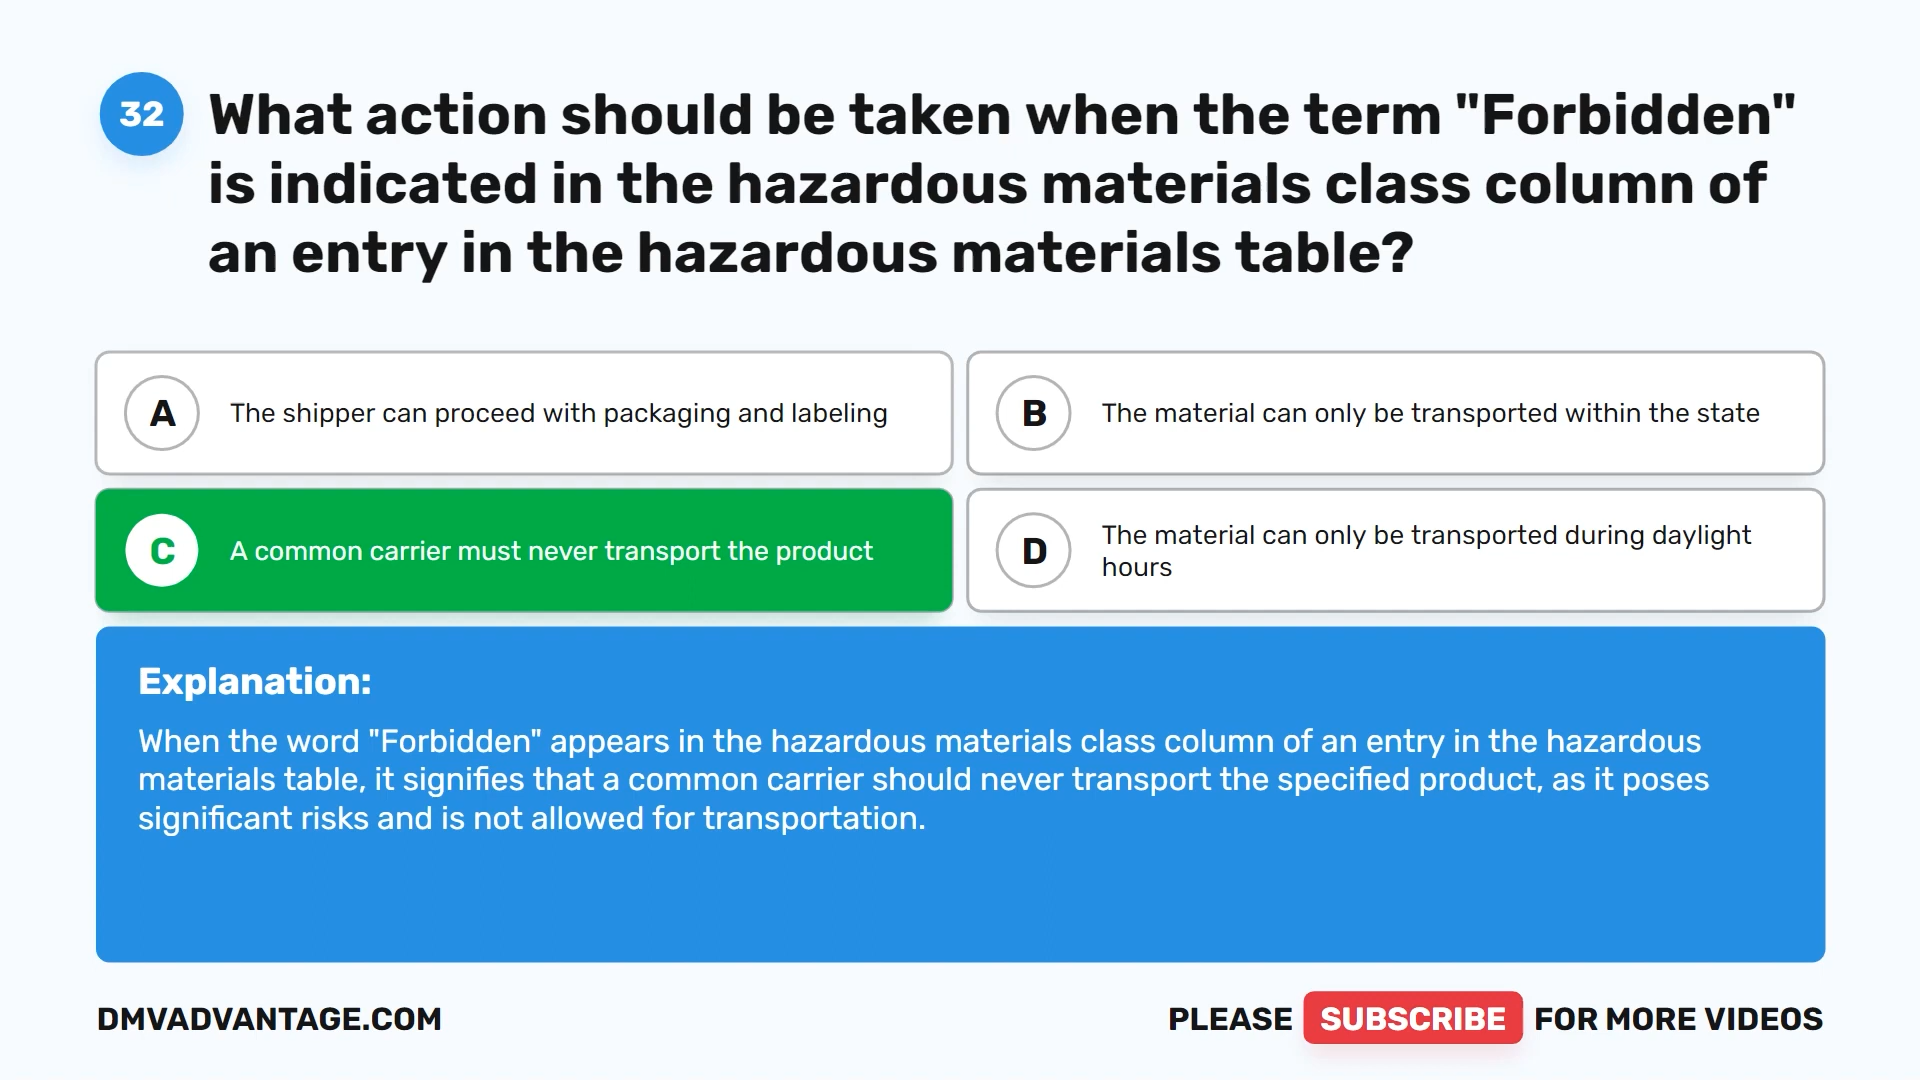 32
What action should be taken when the term "Forbidden"
is indicated in the hazardous materials class column of
an entry in the hazardous materials table?
A
The shipper can proceed with packaging and labeling
B
The material can only be transported within the state
C
A common carrier must never transport the product
D
The material can only be transported during daylight
hours
Explanation:
When the word "Forbidden" appears in the hazardous materials class column of an entry in the hazardous
materials table, it signifies that a common carrier should never transport the specified product, as it poses
significant risks and is not allowed for transportation.
DMVADVANTAGE.COM
PLEASE SUBSCRIBE FOR MORE VIDEOS